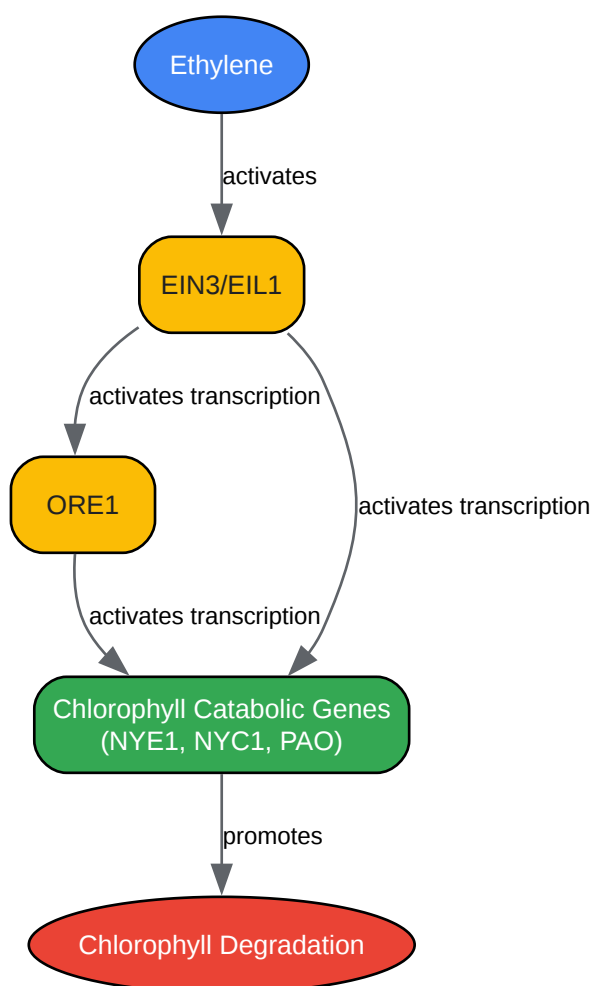 Ethylene
activates
EIN3/EIL1
activates transcription
ORE1
activates transcription
activates transcription
Chlorophyll Catabolic Genes
(NYE1, NYC1, PAO)
promotes
Chlorophyll Degradation